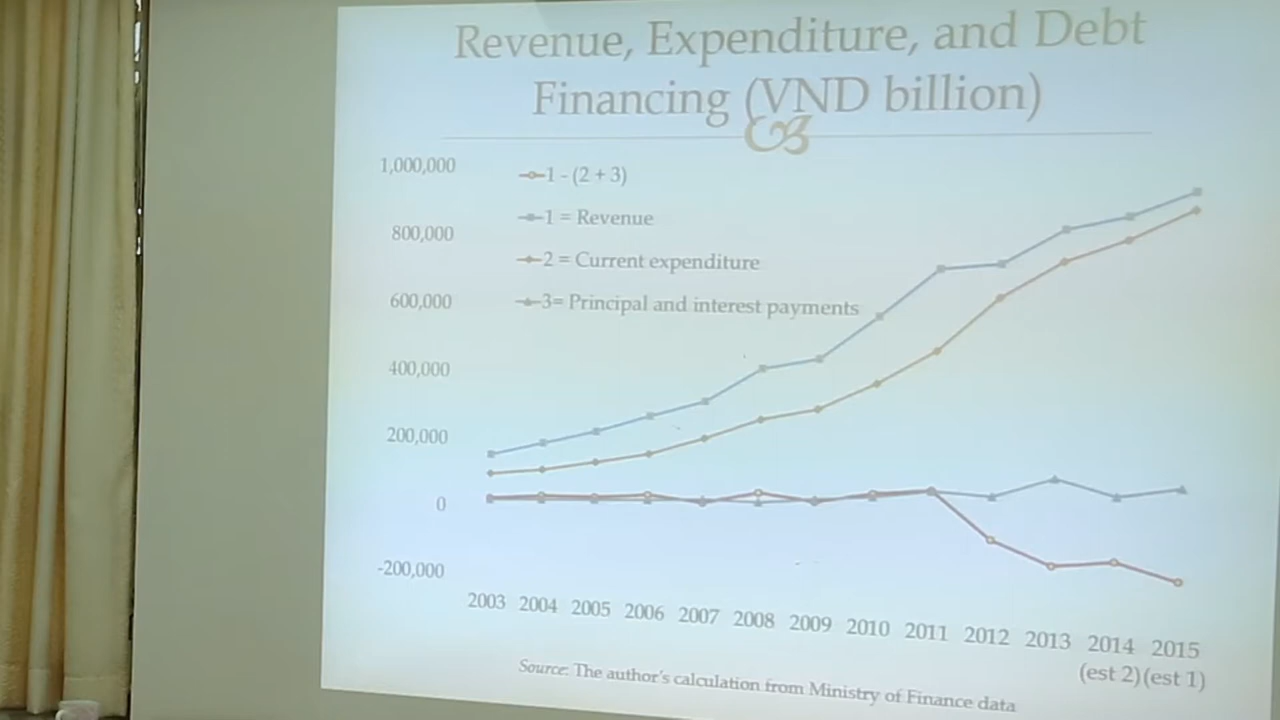 Revenue, Expenditure, and Debt
Financing (VND billion)
1,000,000
800,000
600,000
400,000
200,000
0
-200,000
1 - (2 + 3)
1 = Revenue
2 = Current expenditure
3= Principal and interest payments
2003 2004 2005 2006 2007 2008 2009 2010 2011 2012 2013 2014 2015
(est 2) (est 1)
Source: The author's calculation from Ministry of Finance data